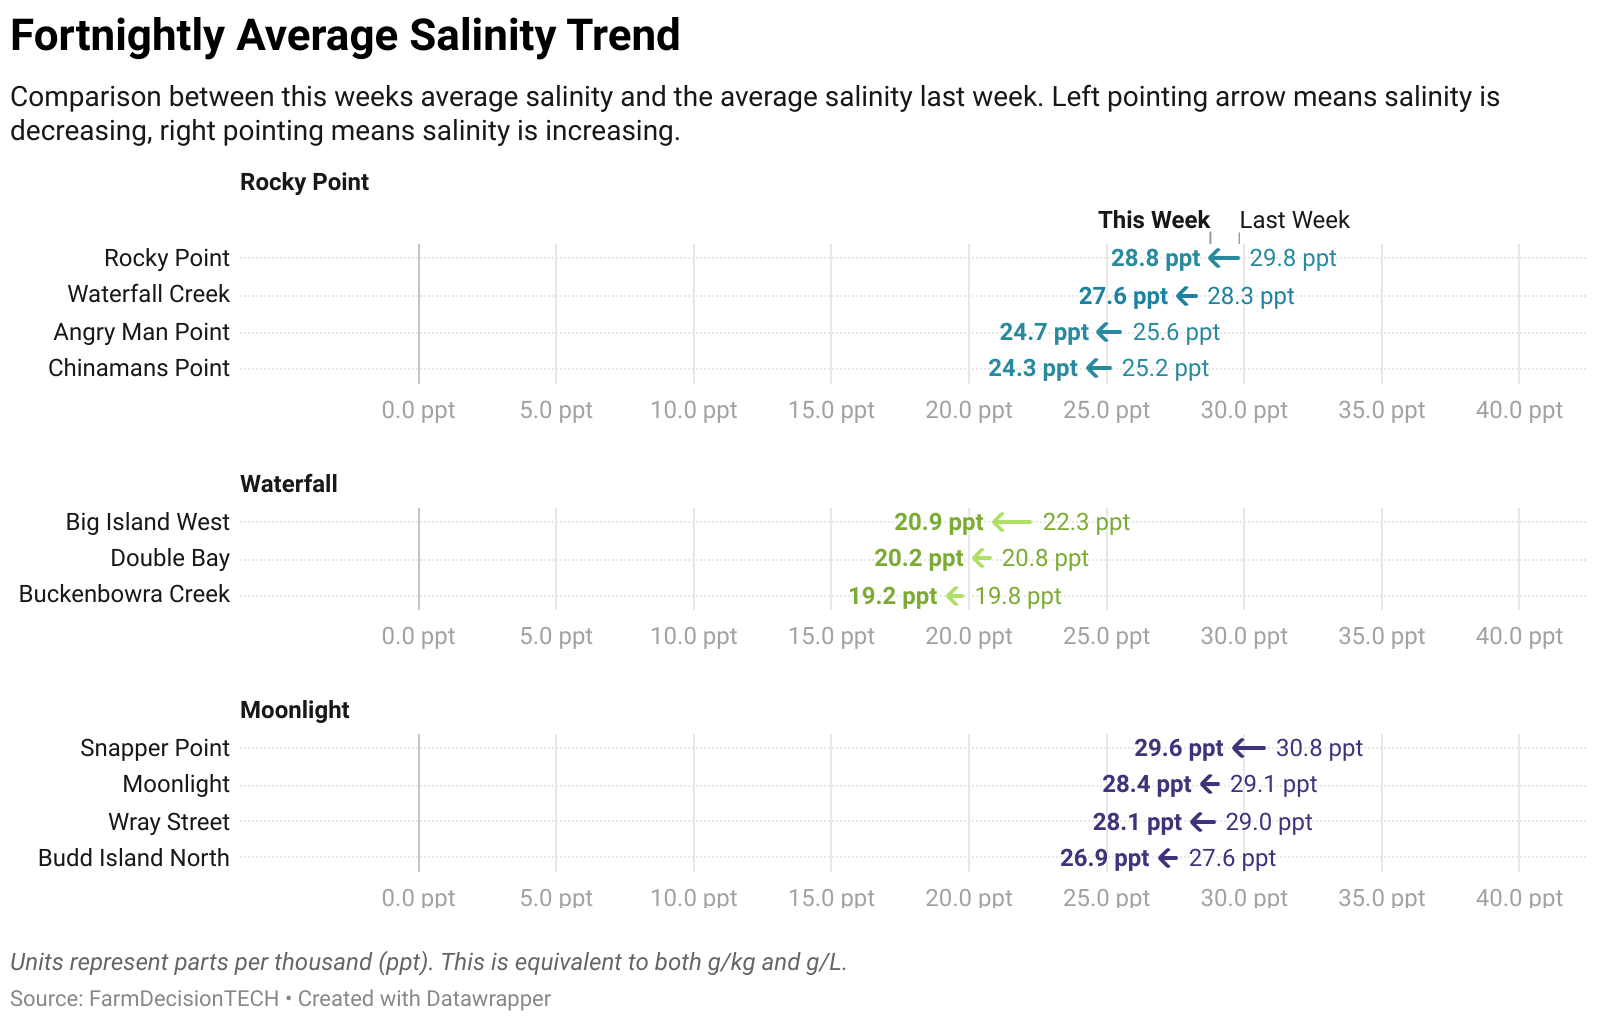 Fortnightly Average Salinity Trend
Comparison between this weeks average salinity and the average salinity last week. Left pointing arrow means salinity is
decreasing, right pointing means salinity is increasing.
Rocky Point
This Week Last Week
Rocky Point 28.8 ppt 29.8 ppt
Waterfall Creek 27.6 ppt 28.3 ppt
Angry Man Point 24.7 ppt 25.6 ppt
Chinamans Point 24.3 ppt 25.2 ppt
0.0 ppt 5.0 ppt 10.0 ppt 15.0 ppt 20.0 ppt 25.0 ppt 30.0 ppt 35.0 ppt 40.0 ppt
Waterfall
Big Island West 20.9 ppt 22.3 ppt
Double Bay 20.2 ppt 20.8 ppt
Buckenbowra Creek 19.2 ppt 19.8 ppt
0.0 ppt 5.0 ppt 10.0 ppt 15.0 ppt 20.0 ppt 25.0 ppt 30.0 ppt 35.0 ppt 40.0 ppt
Moonlight
Snapper Point 29.6 ppt 30.8 ppt
Moonlight 28.4 ppt 29.1 ppt
Wray Street 28.1 ppt 29.0 ppt
Budd Island North 26.9 ppt 27.6 ppt
0.0 ppt 5.0 ppt 10.0 ppt 15.0 ppt 20.0 ppt 25.0 ppt 30.0 ppt 35.0 ppt 40.0 ppt
Units represent parts per thousand (ppt). This is equivalent to both g/kg and g/L.
Source: FarmDecisionTECH • Created with Datawrapper